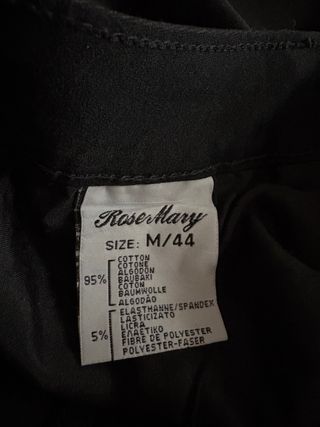 RoseMary
SIZE: M/44
95%
COTTON
COTONE
ALGODON
BAUBAKI
COTON
BAUMWOLLE
ALGODÃO
5%
ELASTHANNE/SPANDEX
LASTICIZATO
LICRA
ΕΛΑΣΤΙΚΟ
FIBRE DE POLYESTER
POLYESTER-FASER